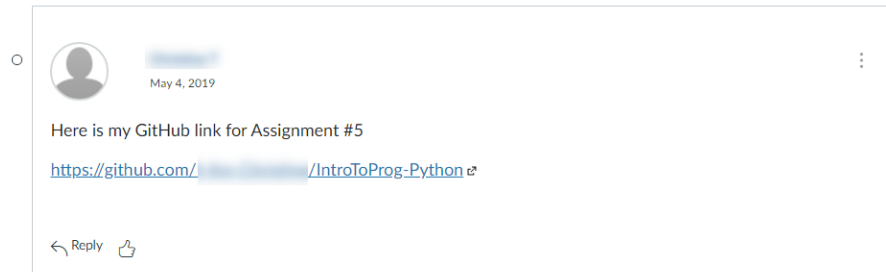 May 4, 2019
Here is my GitHub link for Assignment #5
https://github.com/ /IntroToProg-Python
Reply